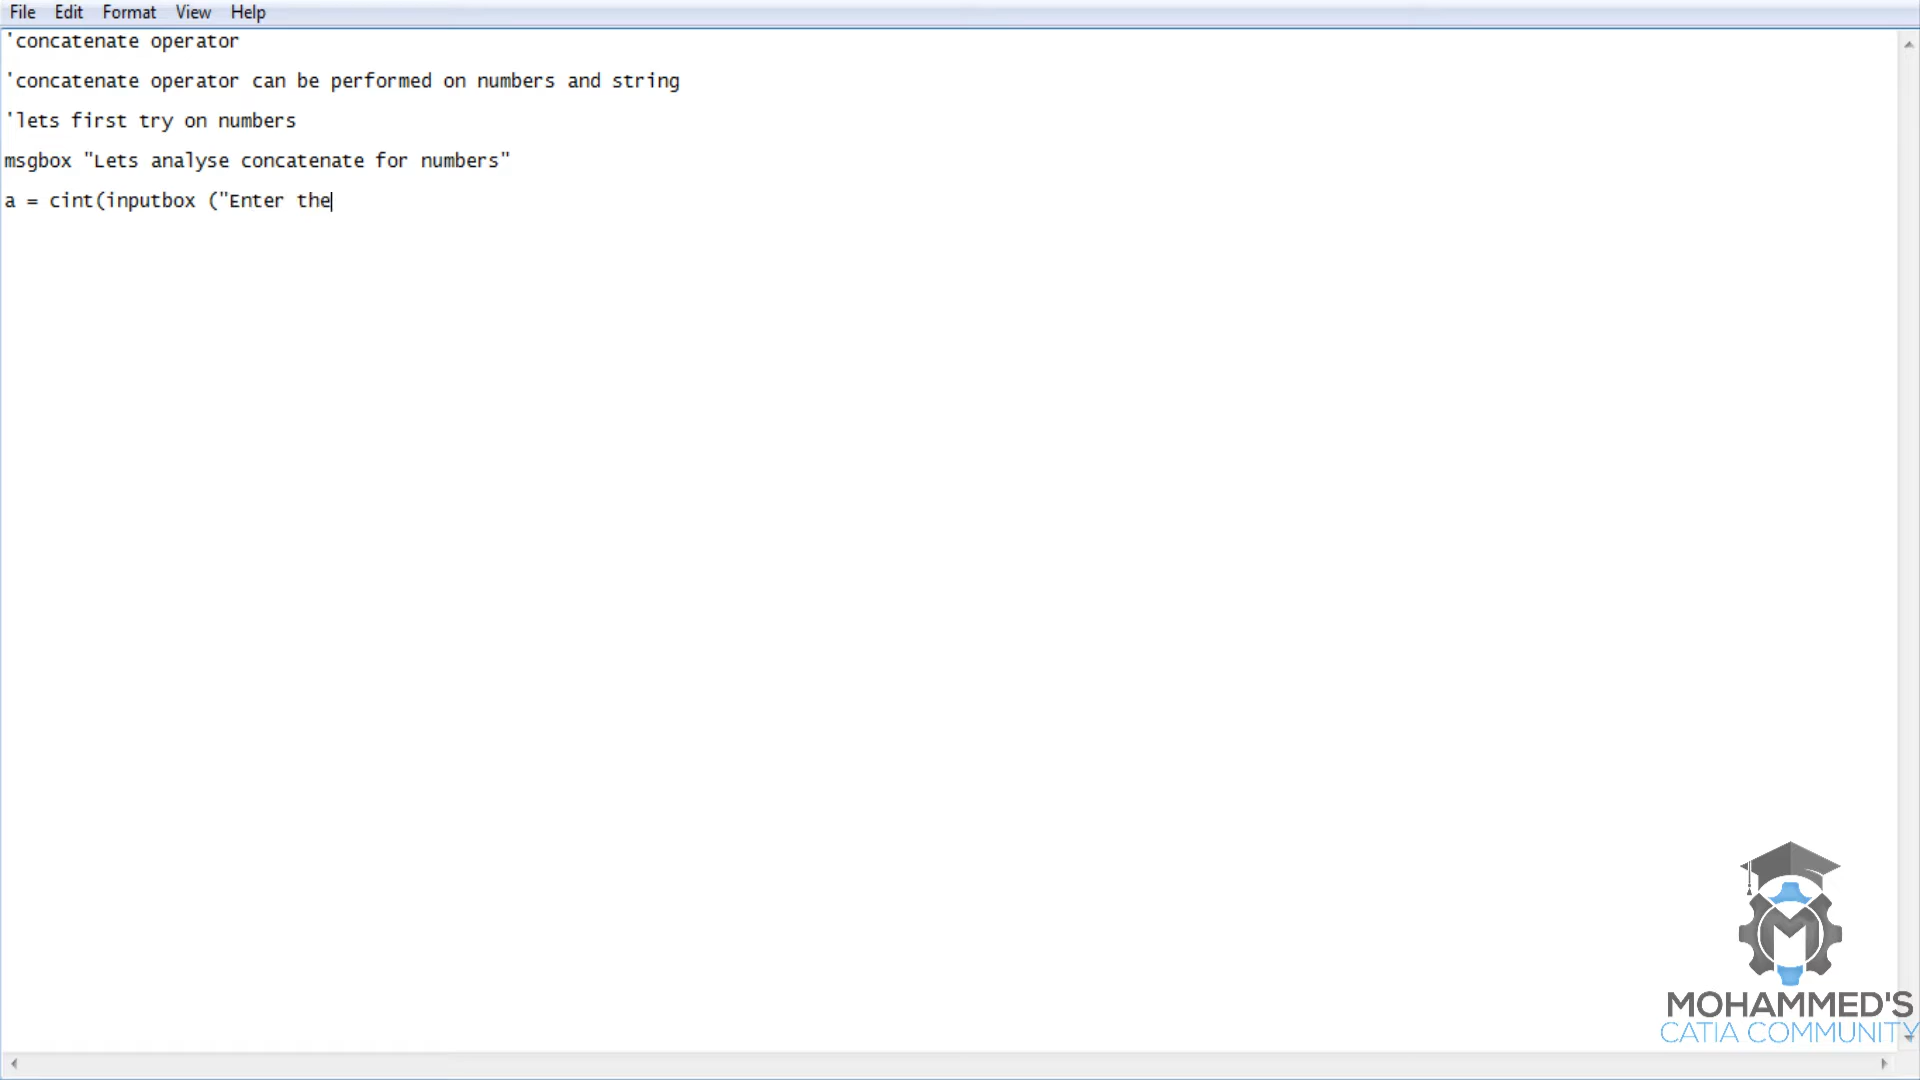 File Edit Format View Help
'concatenate operator
'concatenate operator can be performed on numbers and string
'lets first try on numbers
msgbox "Lets analyse concatenate for numbers"
a = cint(inputbox ("Enter the
MOHAMMED'S
CATIA COMMUNITY